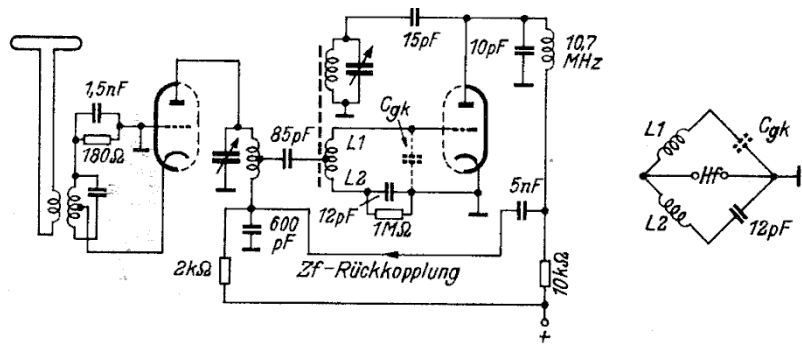 1,5nF
180Ω
85pF
600
pF
2kΩ
15pF
10pF
10,7
MHz
Cgk
L1
L2
12pF
1MΩ
5nF
Zf-Rückkopplung
10kΩ
+
L1
Cgk
Hf
L2
12pF